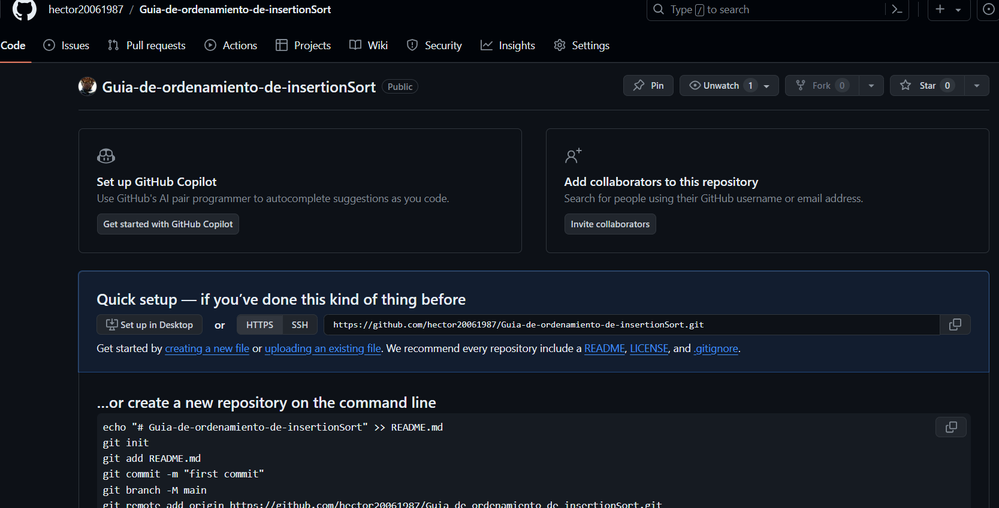 hector20061987 / Guia-de-ordenamiento-de-insertionSort
Type / to search
Code Issues Pull requests Actions Projects Wiki Security Insights Settings
Guia-de-ordenamiento-de-insertionSort Public
Pin Unwatch 1 Fork 0 Star 0
Set up GitHub Copilot
Use GitHub's AI pair programmer to autocomplete suggestions as you code.
Get started with GitHub Copilot
Add collaborators to this repository
Search for people using their GitHub username or email address.
Invite collaborators
Quick setup — if you’ve done this kind of thing before
Set up in Desktop or HTTPS SSH https://github.com/hector20061987/Guia-de-ordenamiento-de-insertionSort.git
Get started by creating a new file or uploading an existing file. We recommend every repository include a README, LICENSE, and .gitignore.
…or create a new repository on the command line
echo "# Guia-de-ordenamiento-de-insertionSort" >> README.md
git init
git add README.md
git commit -m "first commit"
git branch -M main
git remote add origin https://github.com/hector20061987/Guia-de-ordenamiento-de-insertionSort.git